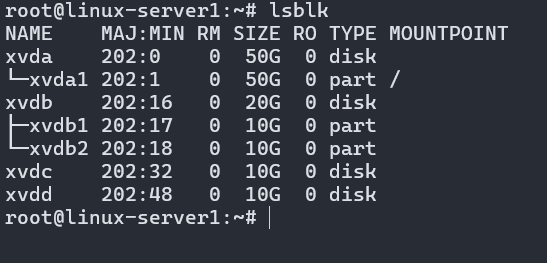 root@linux-server1:~# lsblk
NAME    MAJ:MIN RM SIZE RO TYPE MOUNTPOINT
xvda    202:0    0  50G  0 disk
└─xvda1 202:1    0  50G  0 part /
xvdb    202:16   0  20G  0 disk
├─xvdb1 202:17   0  10G  0 part
└─xvdb2 202:18   0  10G  0 part
xvdc    202:32   0  10G  0 disk
xvdd    202:48   0  10G  0 disk
root@linux-server1:~#